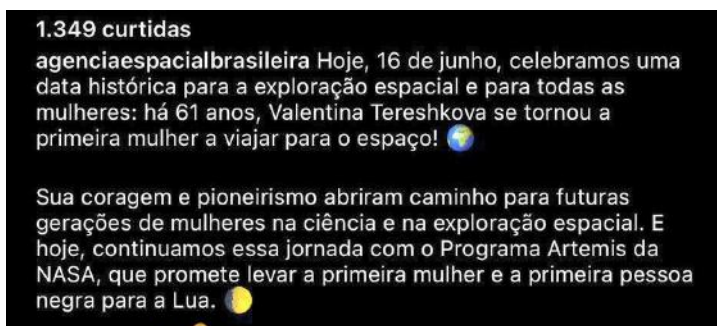 1.349 curtidas
agenciaespacialbrasileira Hoje, 16 de junho, celebramos uma
data histórica para a exploração espacial e para todas as
mulheres: há 61 anos, Valentina Tereshkova se tornou a
primeira mulher a viajar para o espaço! 🌍
Sua coragem e pioneirismo abriram caminho para futuras
gerações de mulheres na ciência e na exploração espacial. E
hoje, continuamos essa jornada com o Programa Artemis da
NASA, que promete levar a primeira mulher e a primeira pessoa
negra para a Lua. 🌓